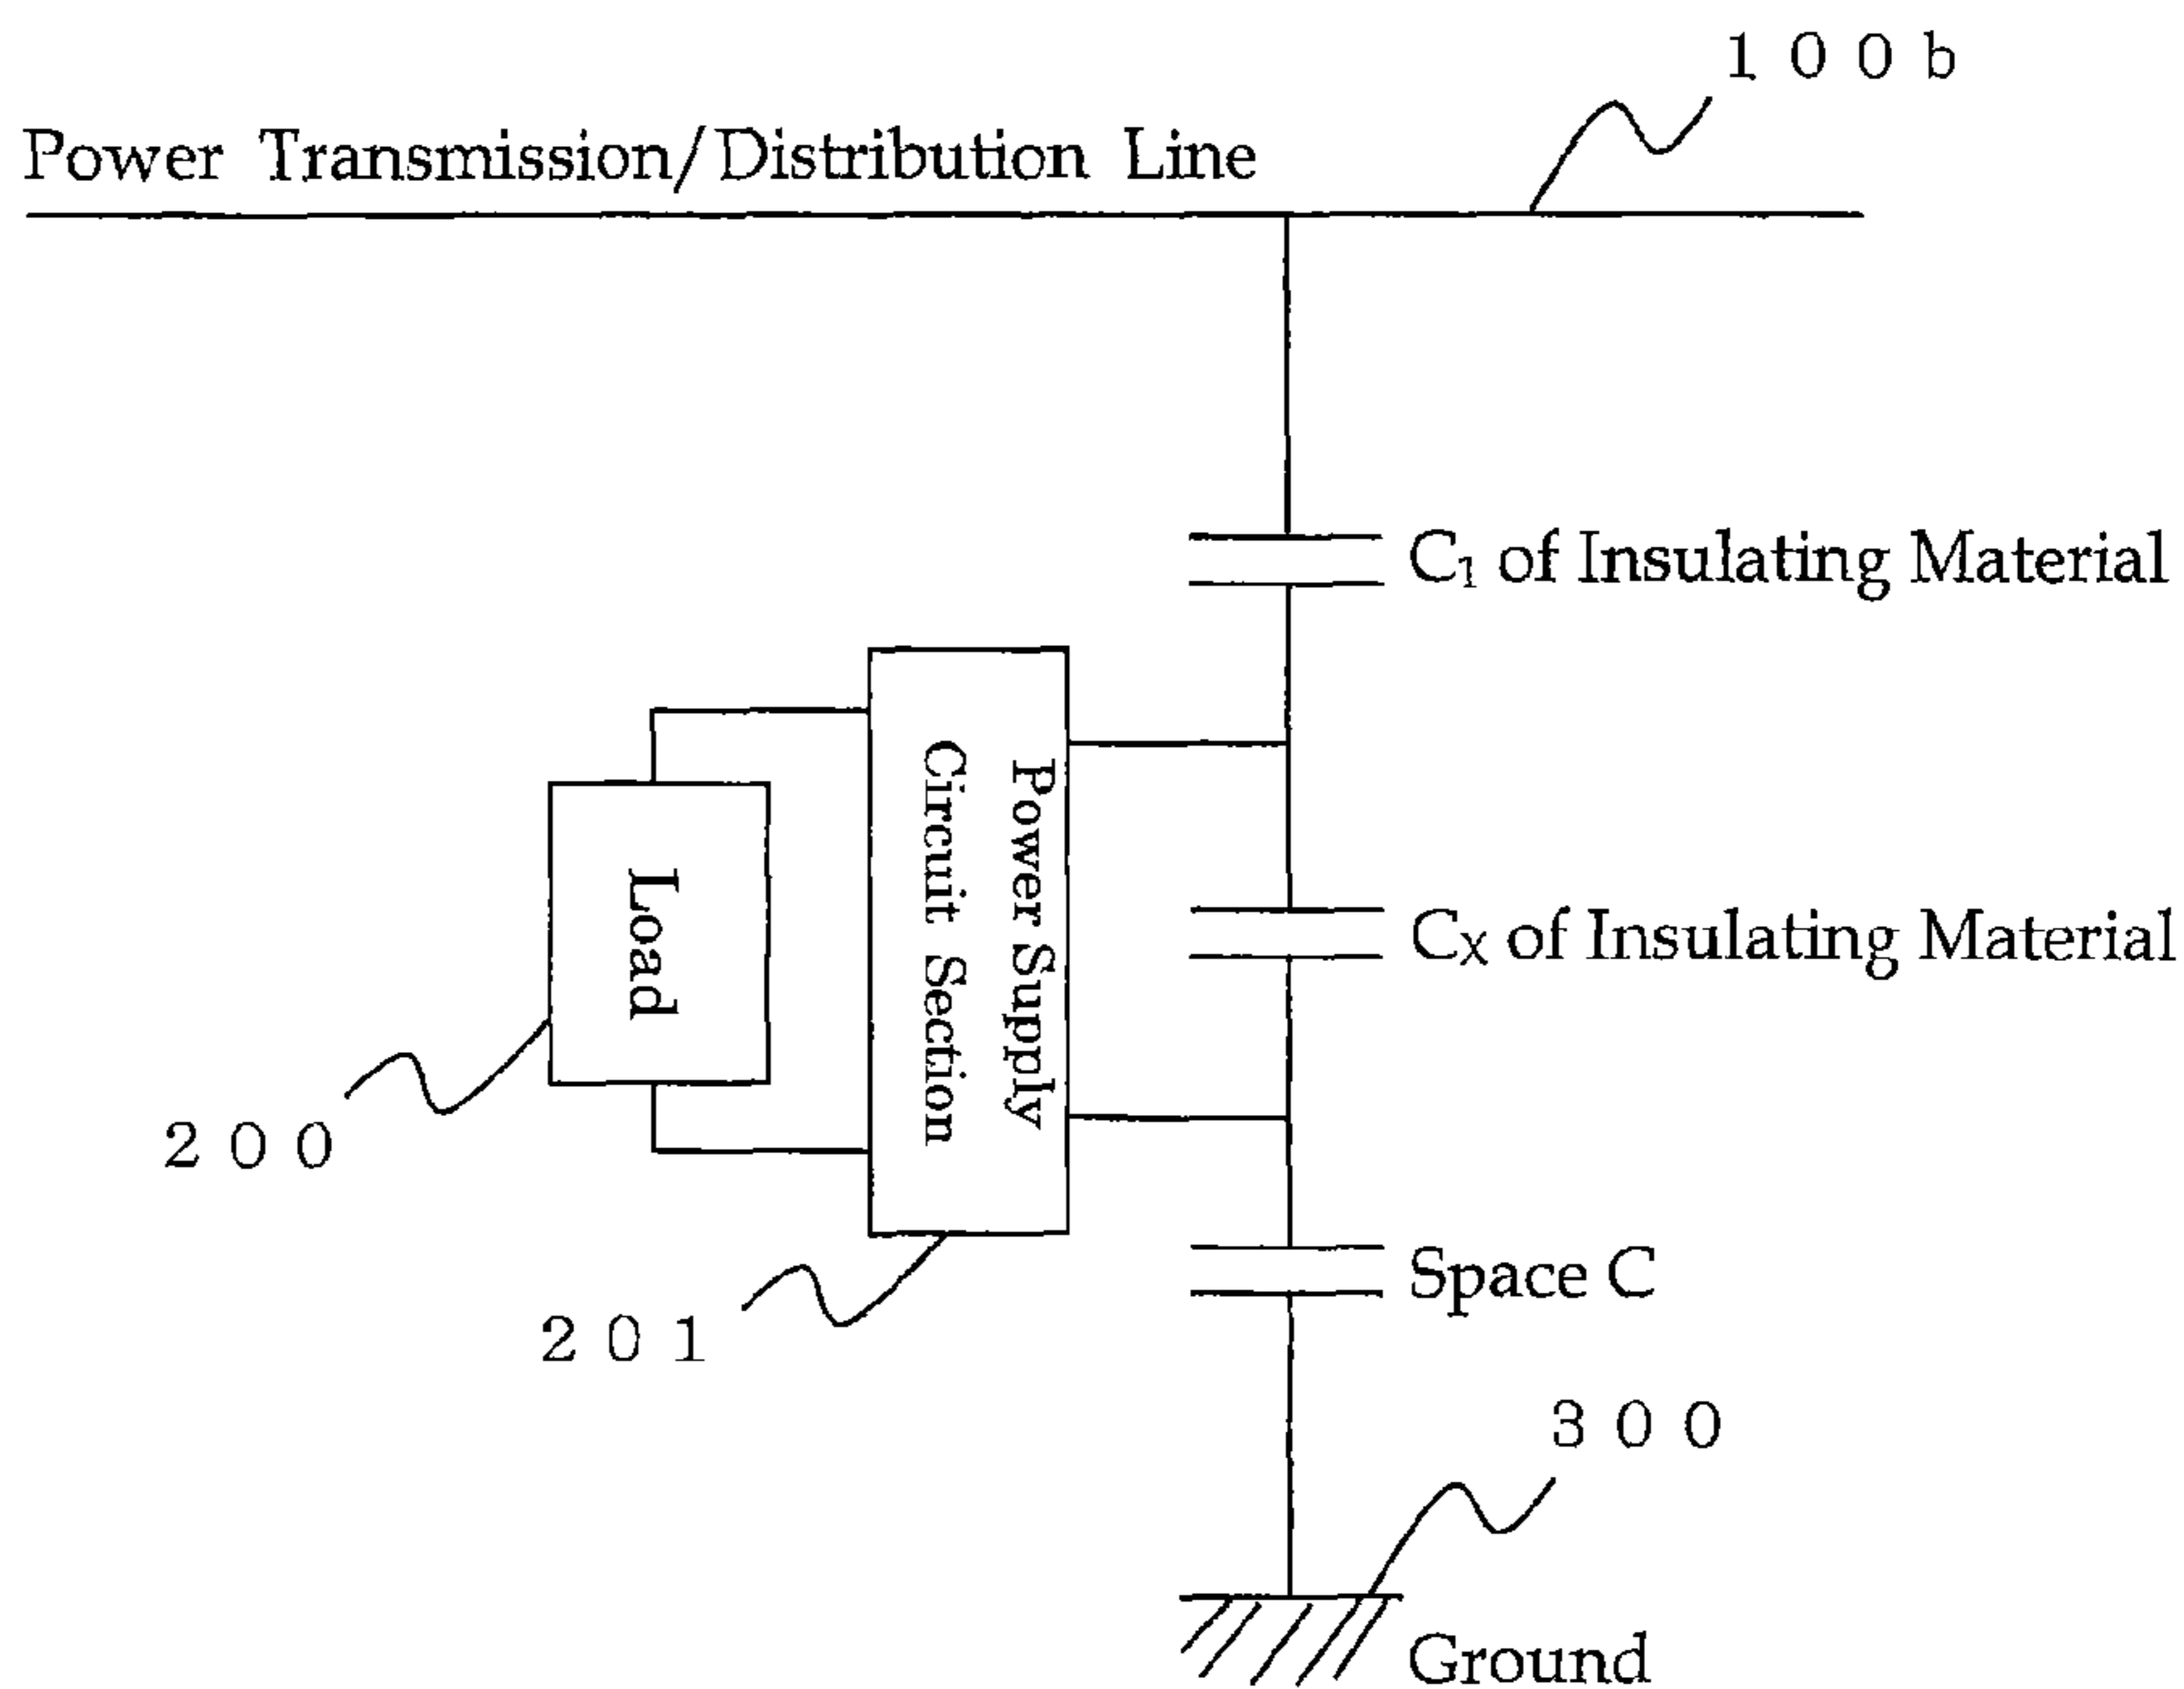 100b
Power Transmission/Distribution Line
C₁ of Insulating Material
Power Supply
Circuit Section
Load
Cₓ of Insulating Material
200
Space C
201
300
Ground